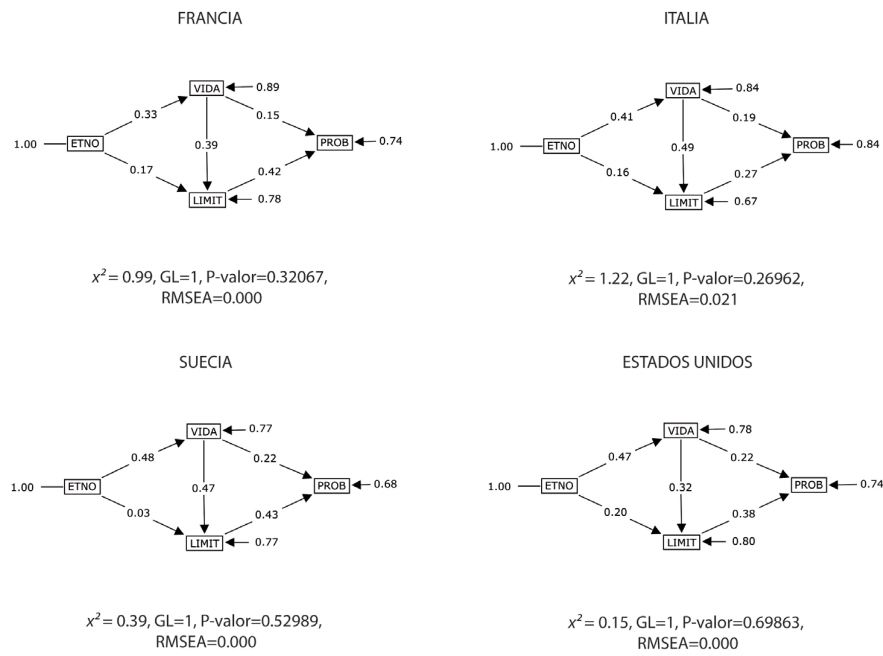 FRANCIA
VIDA
0.89
0.33
0.15
1.00
ETNO
0.39
PROB
0.74
0.17
0.42
LIMIT
0.78
x² = 0.99, GL=1, P-valor=0.32067,
RMSEA=0.000
ITALIA
VIDA
0.84
0.41
0.19
1.00
ETNO
0.49
PROB
0.84
0.16
0.27
LIMIT
0.67
x² = 1.22, GL=1, P-valor=0.26962,
RMSEA=0.021
SUECIA
VIDA
0.77
0.48
0.22
1.00
ETNO
0.47
PROB
0.68
0.03
0.43
LIMIT
0.77
x² = 0.39, GL=1, P-valor=0.52989,
RMSEA=0.000
ESTADOS UNIDOS
VIDA
0.78
0.47
0.22
1.00
ETNO
0.32
PROB
0.74
0.20
0.38
LIMIT
0.80
x² = 0.15, GL=1, P-valor=0.69863,
RMSEA=0.000